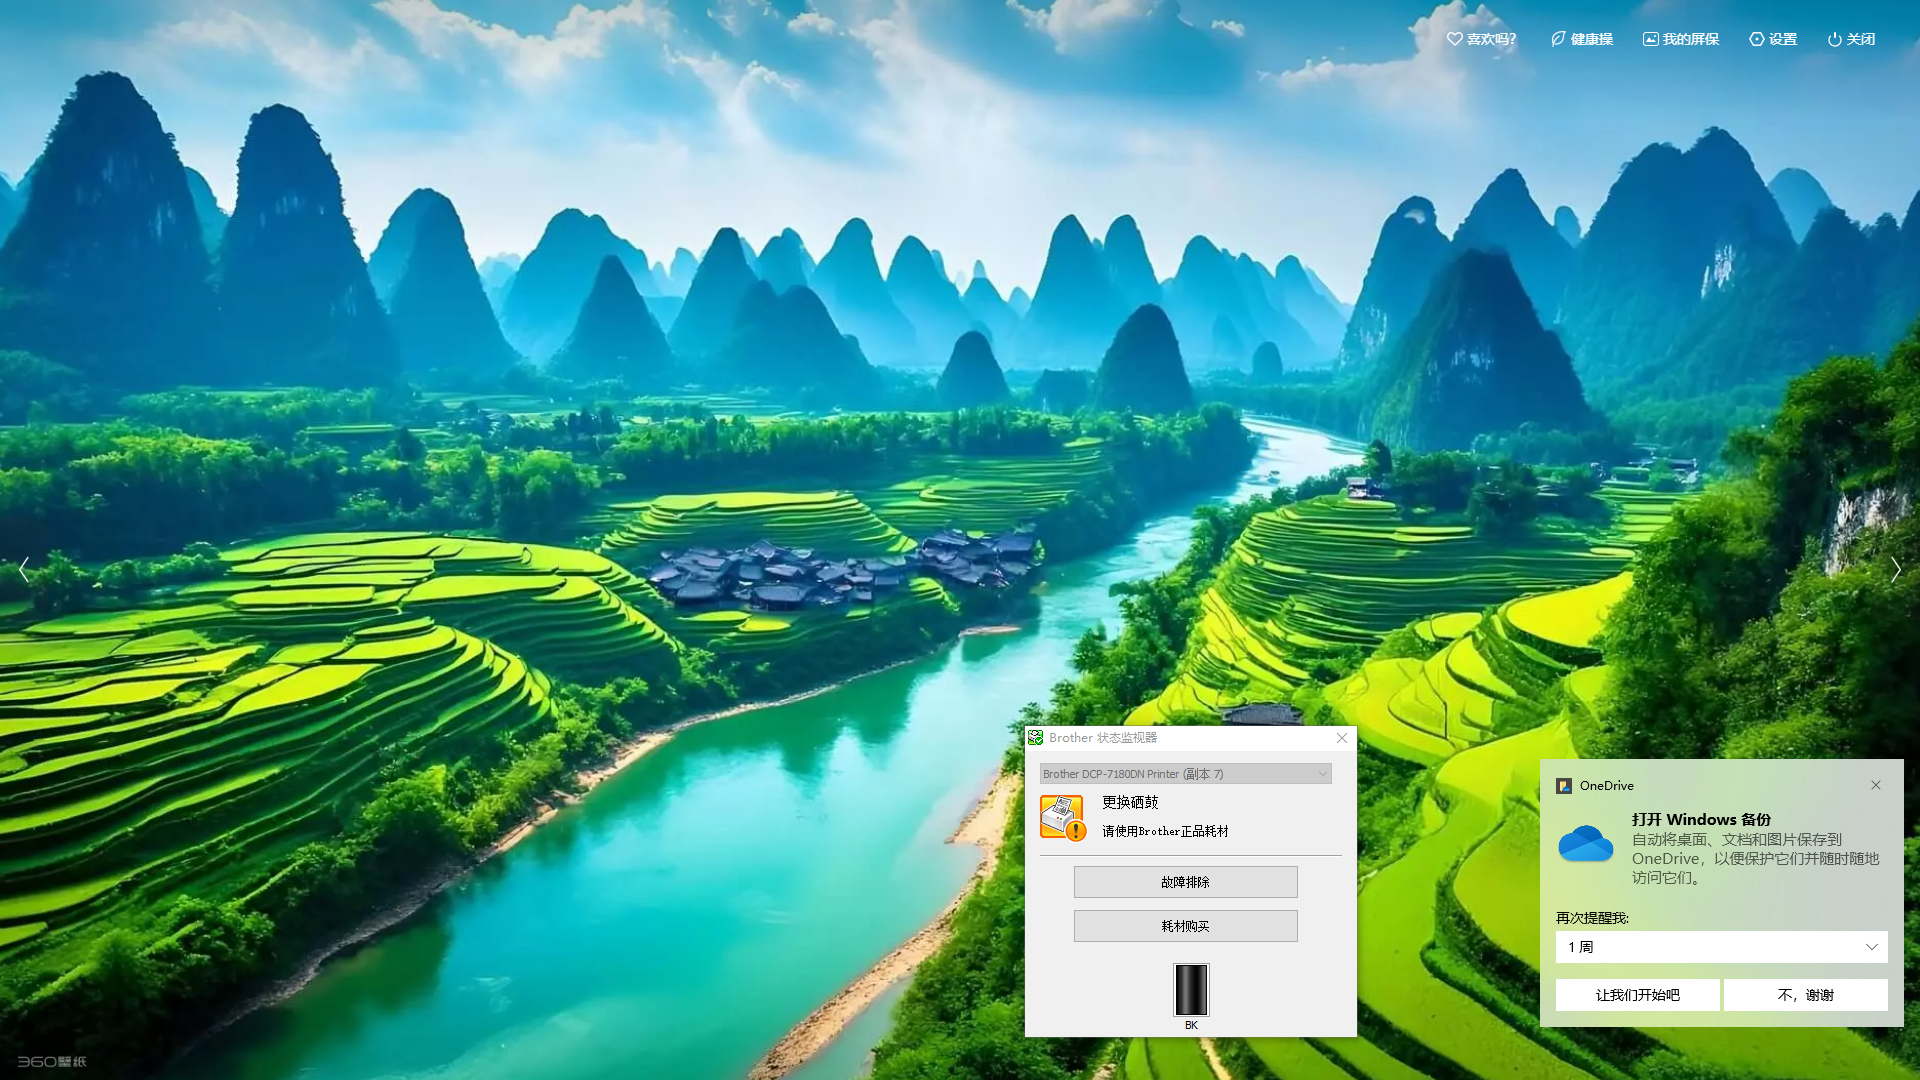 喜欢吗?
健康操
我的屏保
设置
关闭
Brother 状态监视器
Brother DCP-7180DN Printer (副本 7)
更换硒鼓
请使用Brother正品耗材
故障排除
耗材购买
BK
OneDrive
打开 Windows 备份
自动将桌面、文档和图片保存到
OneDrive，以便保护它们并随时随地
访问它们。
再次提醒我:
1 周
让我们开始吧
不，谢谢
360壁纸